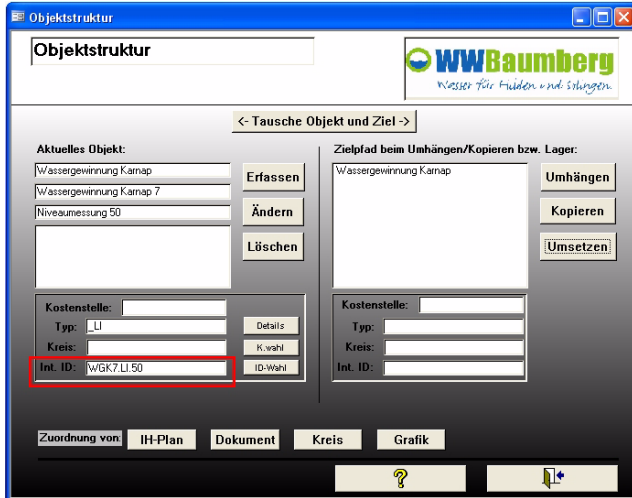 Objektstruktur
Objektstruktur
WWBaumberg
Wasser für Hilden und Solingen.
<- Tausche Objekt und Ziel ->
Aktuelles Objekt:
Wassergewinnung Karnap
Wassergewinnung Karnap 7
Niveaumessung 50
Erfassen
Ändern
Löschen
Kostenstelle:
Typ: _LI
Details
Kreis:
K.wahl
Int. ID: WGK7.LI.50
ID-Wahl
Zielpfad beim Umhängen/Kopieren bzw. Lager:
Wassergewinnung Karnap
Umhängen
Kopieren
Umsetzen
Kostenstelle:
Typ:
Kreis:
Int. ID:
Zuordnung von: IH-Plan Dokument Kreis Grafik
?